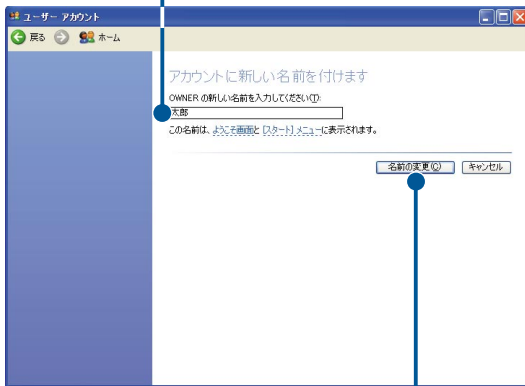 ユーザー アカウント
戻る ホーム
アカウントに新しい名前を付けます
OWNER の新しい名前を入力してください(T):
太郎
この名前は、ようこそ画面と [スタート] メニューに表示されます。
名前の変更(C) キャンセル